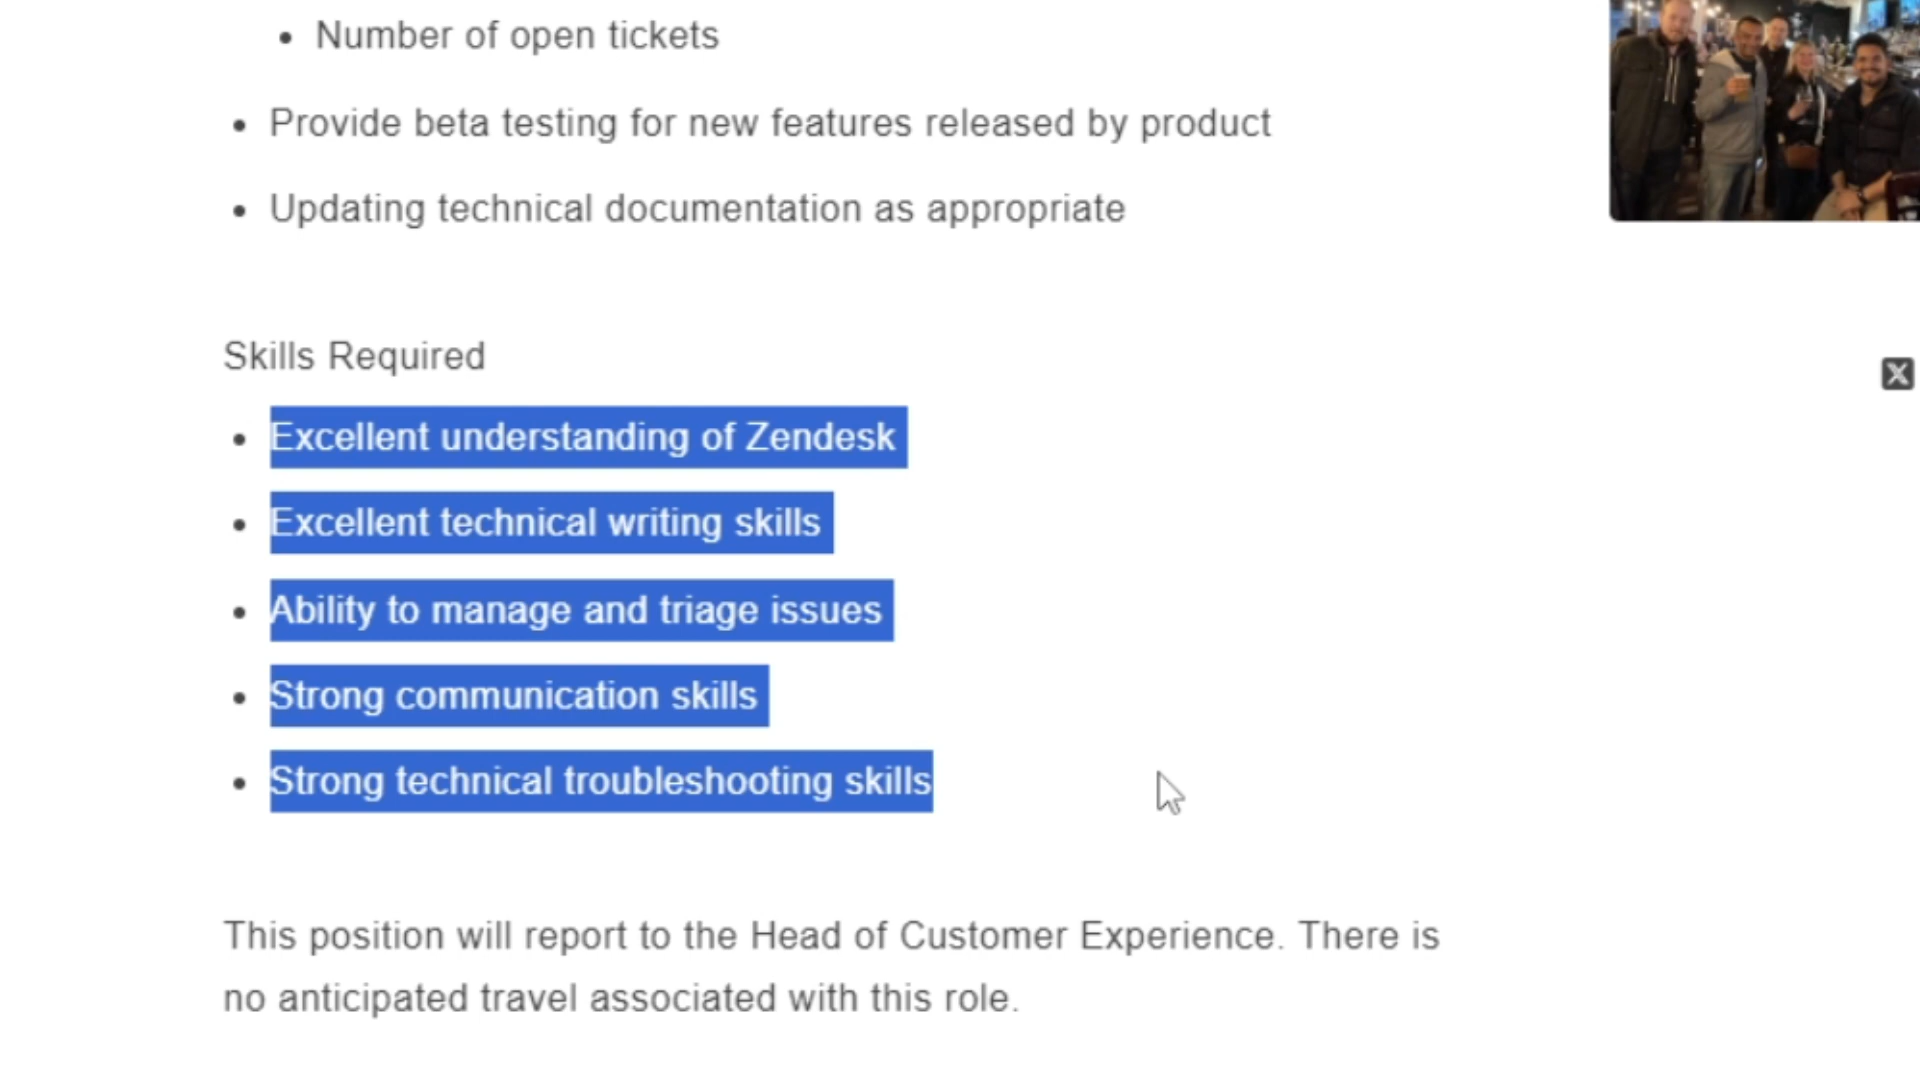 Number of open tickets
Provide beta testing for new features released by product
Updating technical documentation as appropriate
Skills Required
Excellent understanding of Zendesk
Excellent technical writing skills
Ability to manage and triage issues
Strong communication skills
Strong technical troubleshooting skills
This position will report to the Head of Customer Experience. There is
no anticipated travel associated with this role.